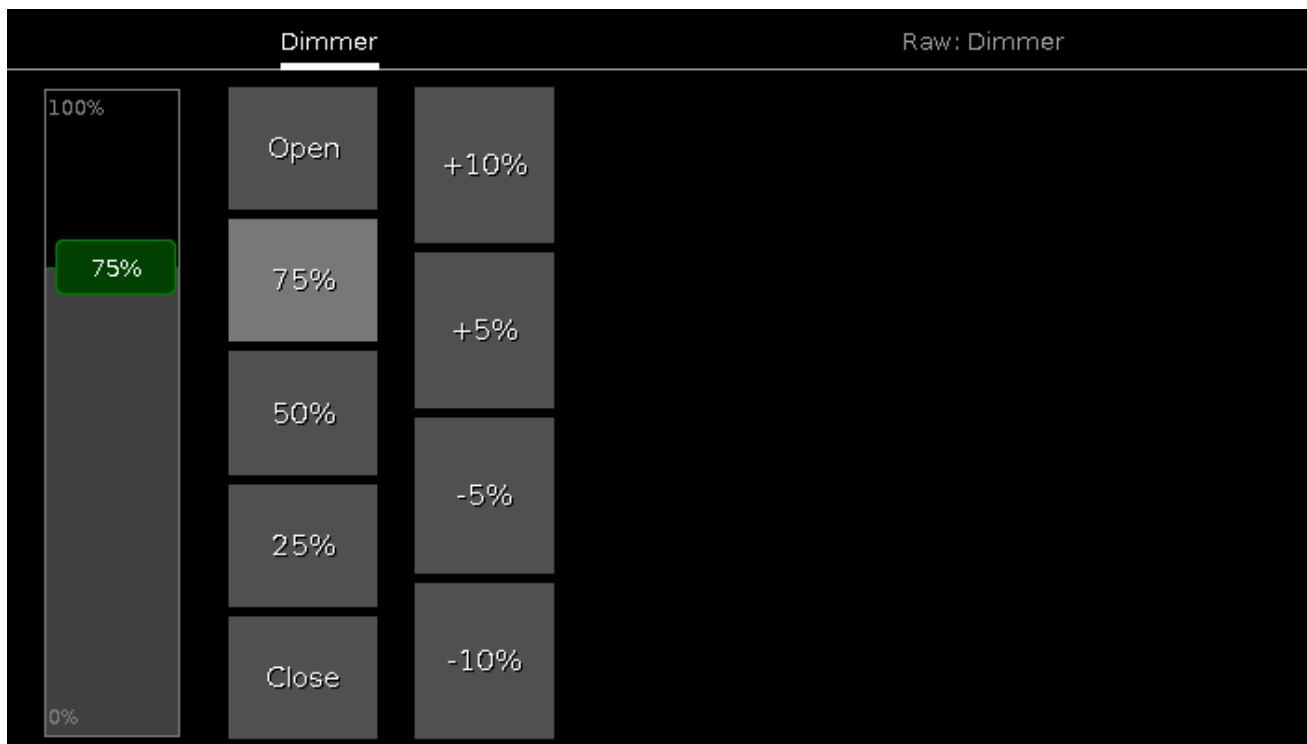 Dimmer
Raw: Dimmer
100%
75%
0%
Open
75%
50%
25%
Close
+10%
+5%
-5%
-10%